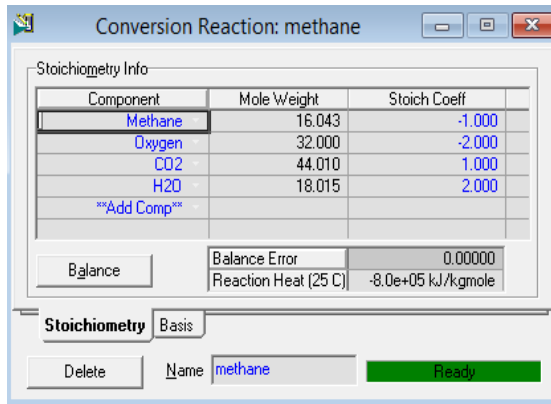 Conversion Reaction: methane
Stoichiometry Info
Component Mole Weight Stoich Coeff
Methane 16.043 -1.000
Oxygen 32.000 -2.000
CO2 44.010 1.000
H2O 18.015 2.000
**Add Comp**
Balance
Balance Error 0.00000
Reaction Heat (25 C) -8.0e+05 kJ/kgmole
Stoichiometry Basis
Delete Name methane Ready